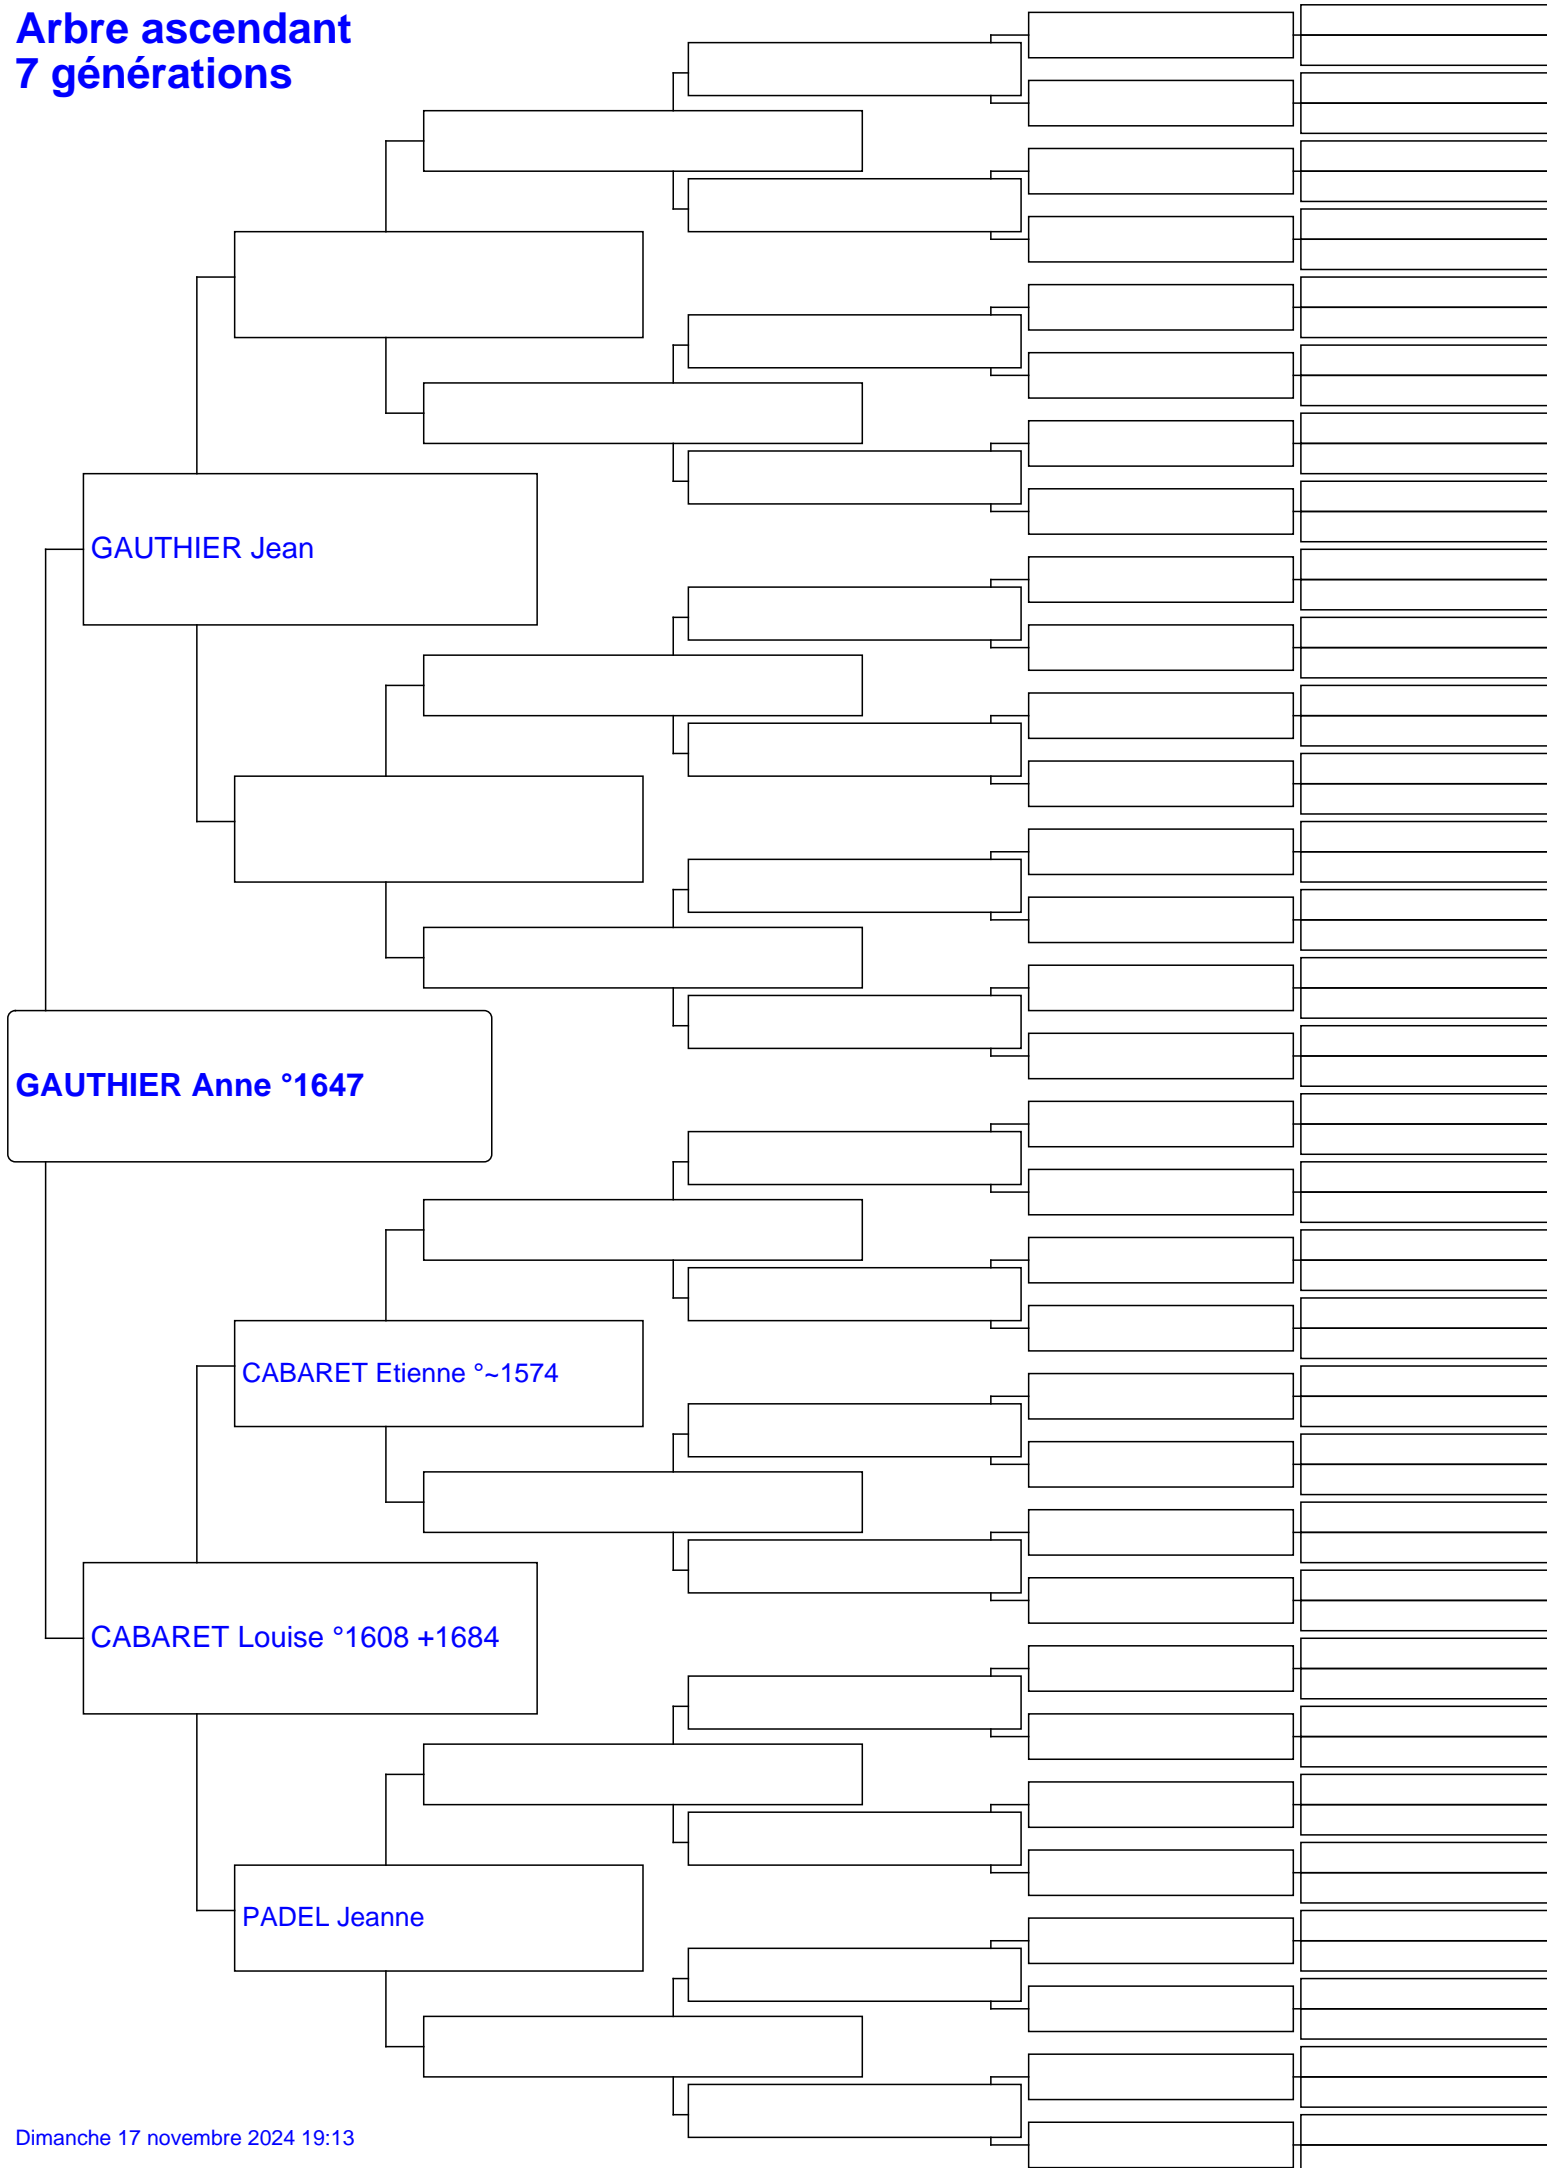 Arbre ascendant
7 générations
GAUTHIER Jean
GAUTHIER Anne °1647
CABARET Etienne °~1574
CABARET Louise °1608 +1684
PADEL Jeanne
Dimanche 17 novembre 2024 19:13